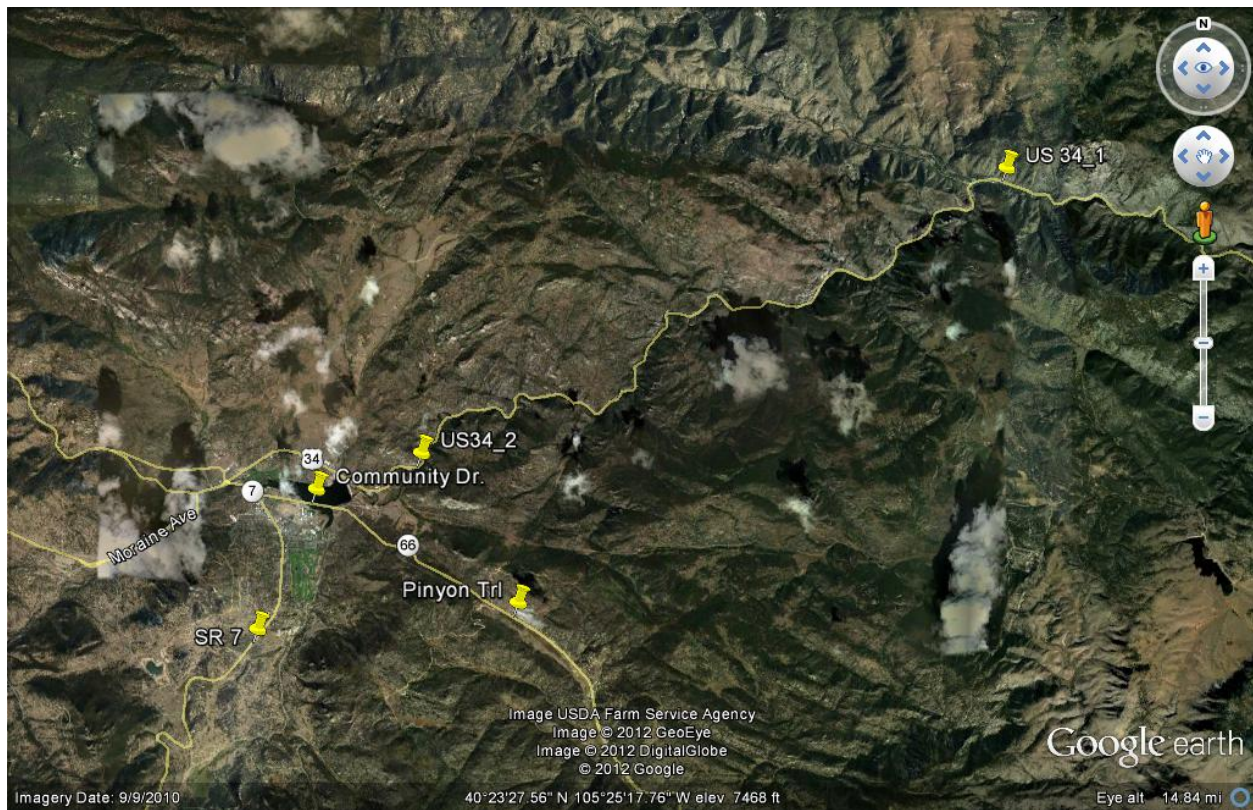 N
US 34_1
US34_2
34
Community Dr.
7
Moraine Ave
66
Pinyon Trl
SR 7
Image USDA Farm Service Agency
Image © 2012 GeoEye
Image © 2012 DigitalGlobe
© 2012 Google
Google earth
Imagery Date: 9/9/2010
40°23'27.56" N 105°25'17.76" W elev 7468 ft
Eye alt 14.84 mi